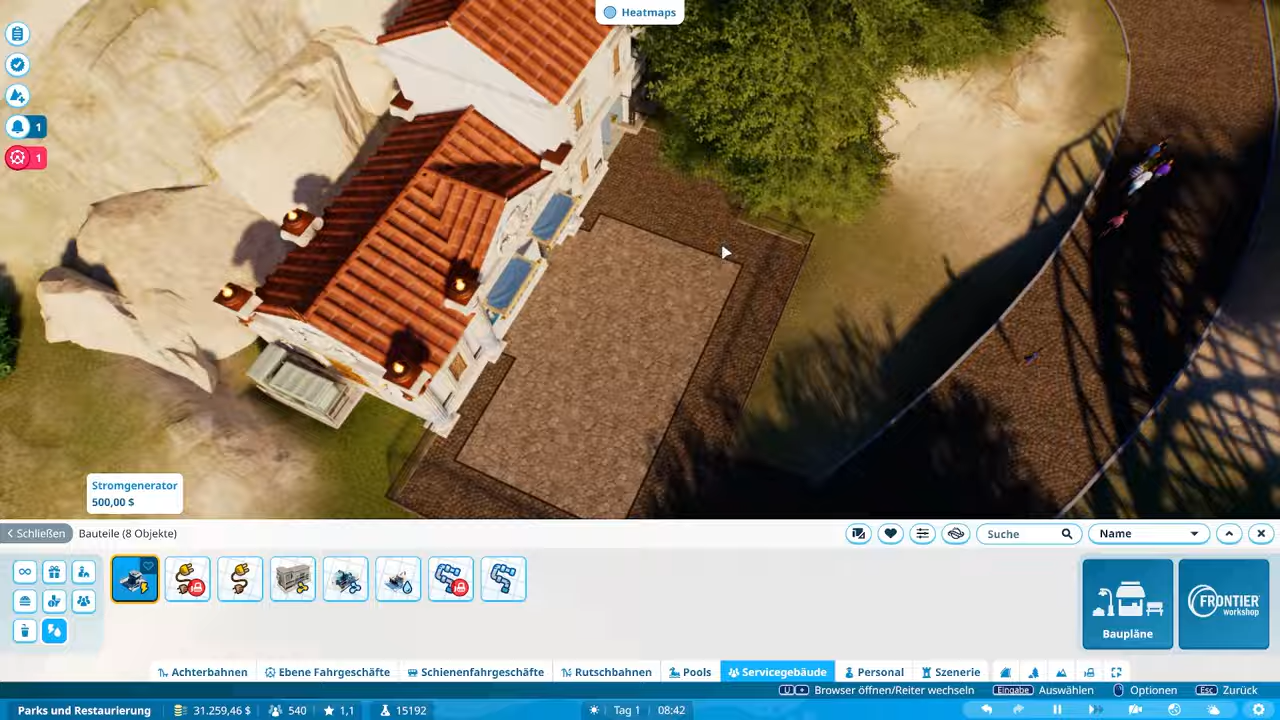 Heatmaps
1
1
Stromgenerator
500,00 $
Schließen
Bauteile (8 Objekte)
Suche
Name
Baupläne
FRONTIER
workshop
Achterbahnen
Ebene Fahrgeschäfte
Schienenfahrgeschäfte
Rutschbahnen
Pools
Servicegebäude
Personal
Szenerie
U
Browser öffnen/Reiter wechseln
Eingabe
Auswählen
Optionen
Esc
Zurück
Parks und Restaurierung
31.259,46 $
540
1,1
15192
Tag 1
08:42